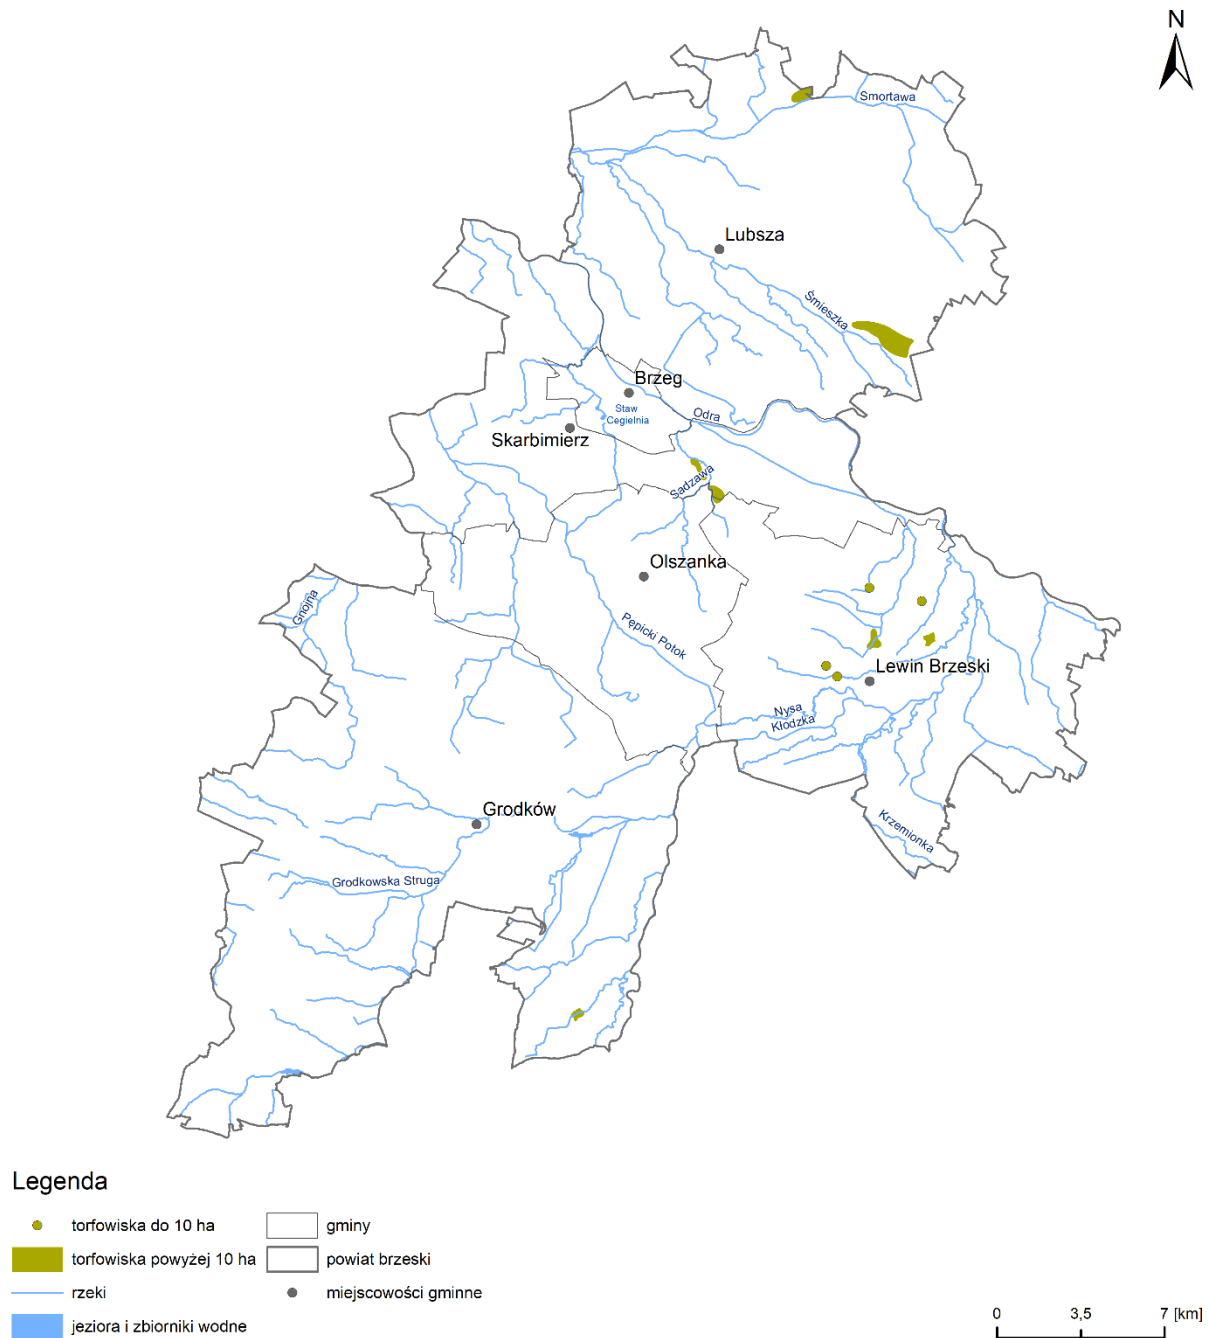 N
Smortawa
Lubsza
Śmieszka
Brzeg
Staw
Cegielnia
Odra
Skarbimierz
Sadzawa
Olszanka
Gnojna
Pępicki Potok
Lewin Brzeski
Nysa
Kłodzka
Grodków
Krzemionka
Grodkowska Struga
Legenda
torfowiska do 10 ha
gminy
torfowiska powyżej 10 ha
powiat brzeski
rzeki
miejscowości gminne
jeziora i zbiorniki wodne
0 3,5 7 [km]